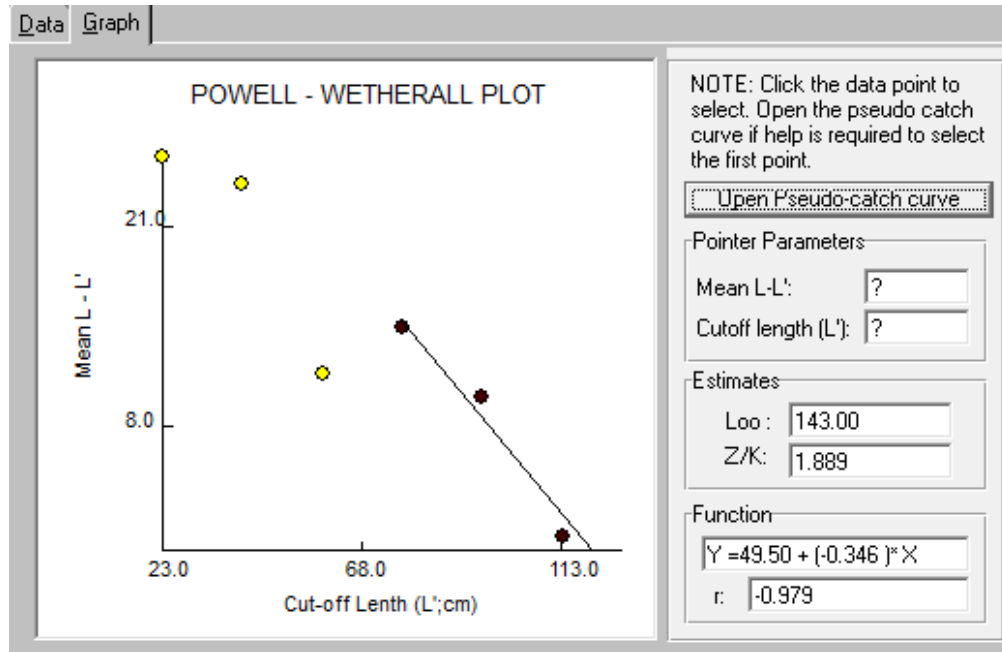 Data Graph
POWELL - WETHERALL PLOT
21.0
8.0
Mean L - L'
23.0 68.0 113.0
Cut-off Lenth (L';cm)
NOTE: Click the data point to
select. Open the pseudo catch
curve if help is required to select
the first point.
Open Pseudo-catch curve
Pointer Parameters
Mean L-L': ?
Cutoff length (L'): ?
Estimates
Loo : 143.00
Z/K: 1.889
Function
Y =49.50 + (-0.346 )* X
r: -0.979